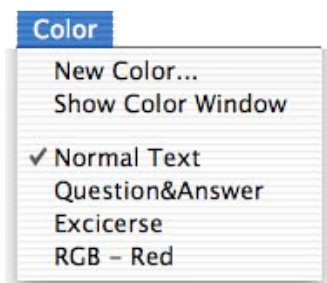 Color
New Color...
Show Color Window
✓ Normal Text
Question&Answer
Excicerse
RGB – Red